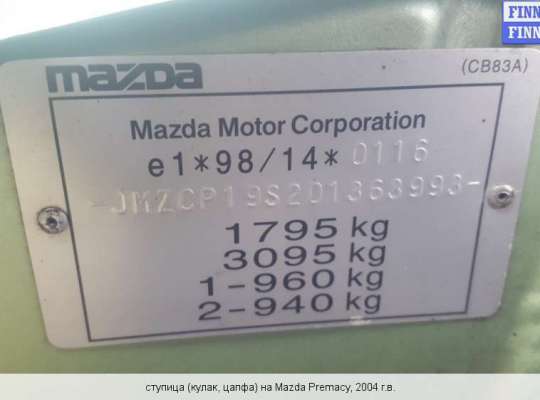 FINN
FINN
mazda
(CB83A)
Mazda Motor Corporation
e1*98/14* 0116
-JMZCP19S201363993-
1795 kg
3095 kg
1-960 kg
2-940 kg
ступица (кулак, цапфа) на Mazda Premacy, 2004 г.в.